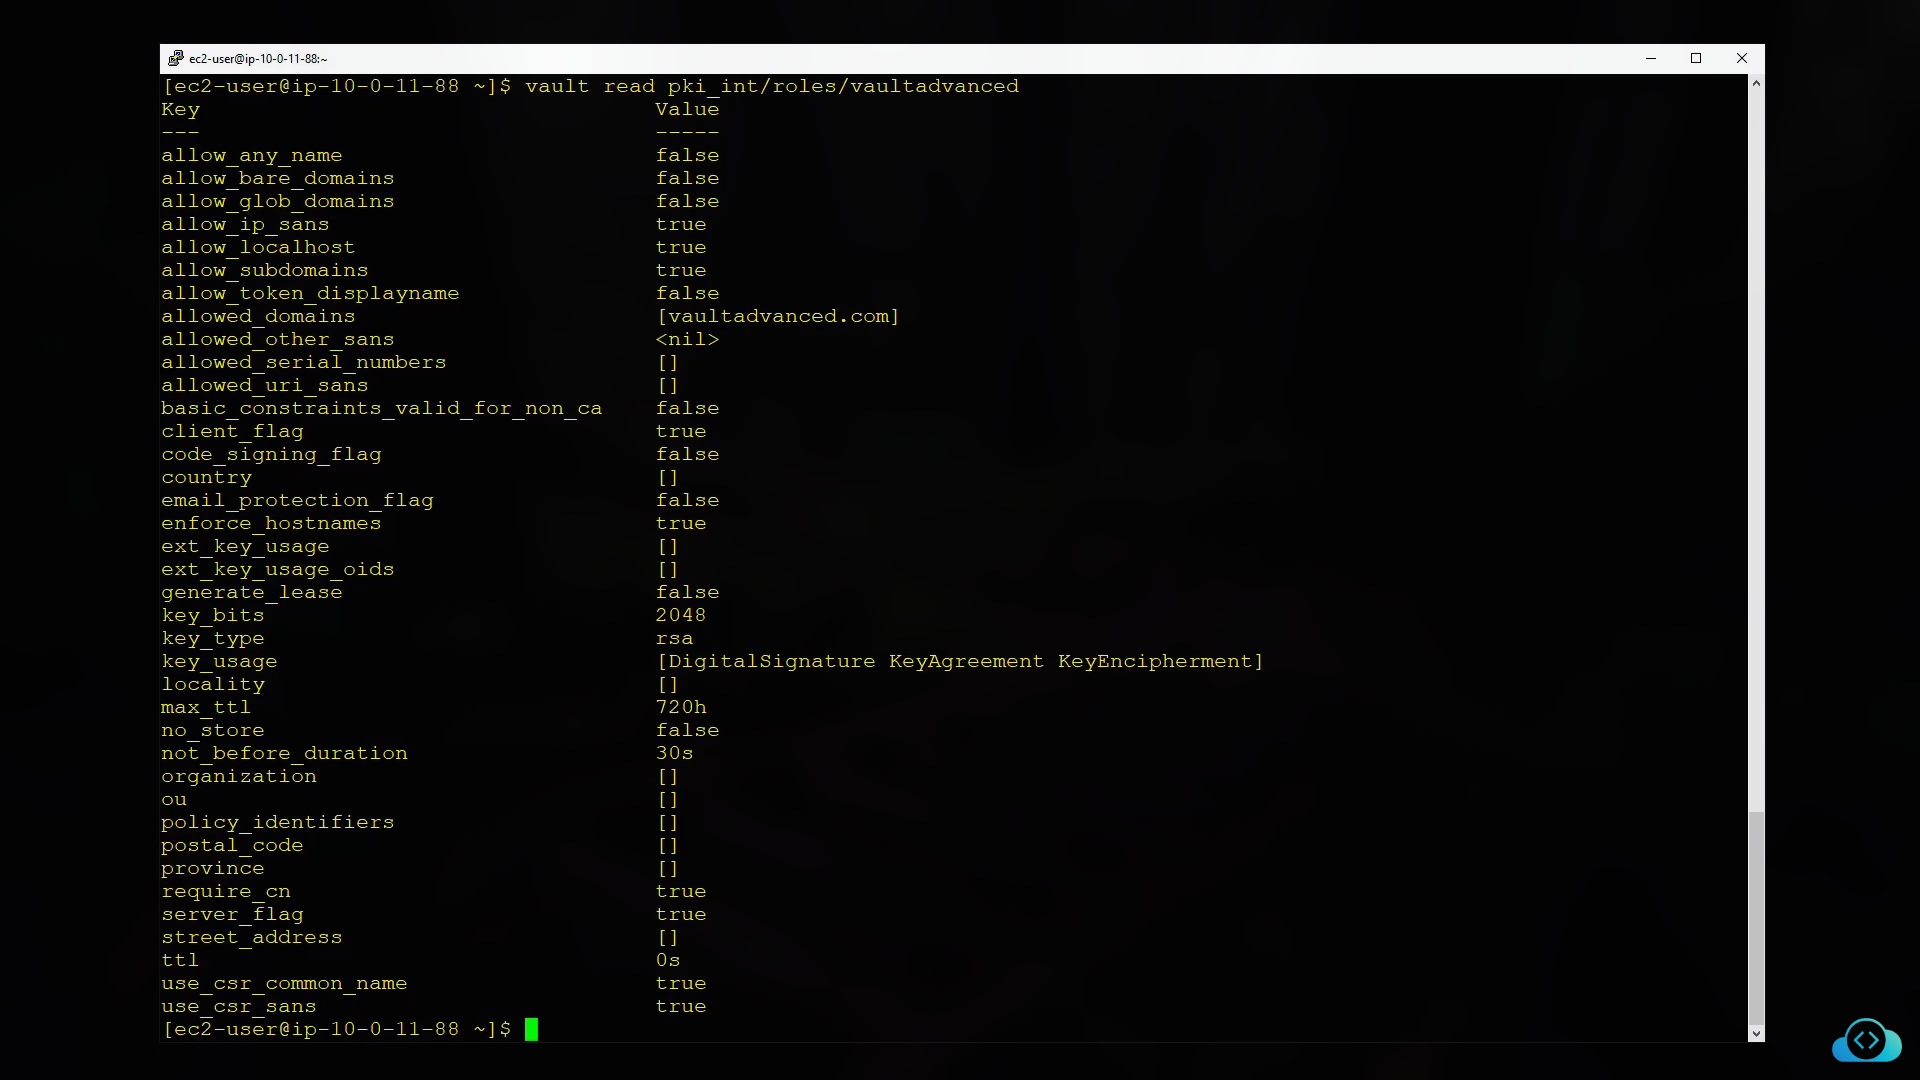 ec2-user@ip-10-0-11-88:~
[ec2-user@ip-10-0-11-88 ~]$ vault read pki_int/roles/vaultadvanced
Key Value
--- -----
allow_any_name false
allow_bare_domains false
allow_glob_domains false
allow_ip_sans true
allow_localhost true
allow_subdomains true
allow_token_displayname false
allowed_domains [vaultadvanced.com]
allowed_other_sans <nil>
allowed_serial_numbers []
allowed_uri_sans []
basic_constraints_valid_for_non_ca false
client_flag true
code_signing_flag false
country []
email_protection_flag false
enforce_hostnames true
ext_key_usage []
ext_key_usage_oids []
generate_lease false
key_bits 2048
key_type rsa
key_usage [DigitalSignature KeyAgreement KeyEncipherment]
locality []
max_ttl 720h
no_store false
not_before_duration 30s
organization []
ou []
policy_identifiers []
postal_code []
province []
require_cn true
server_flag true
street_address []
ttl 0s
use_csr_common_name true
use_csr_sans true
[ec2-user@ip-10-0-11-88 ~]$